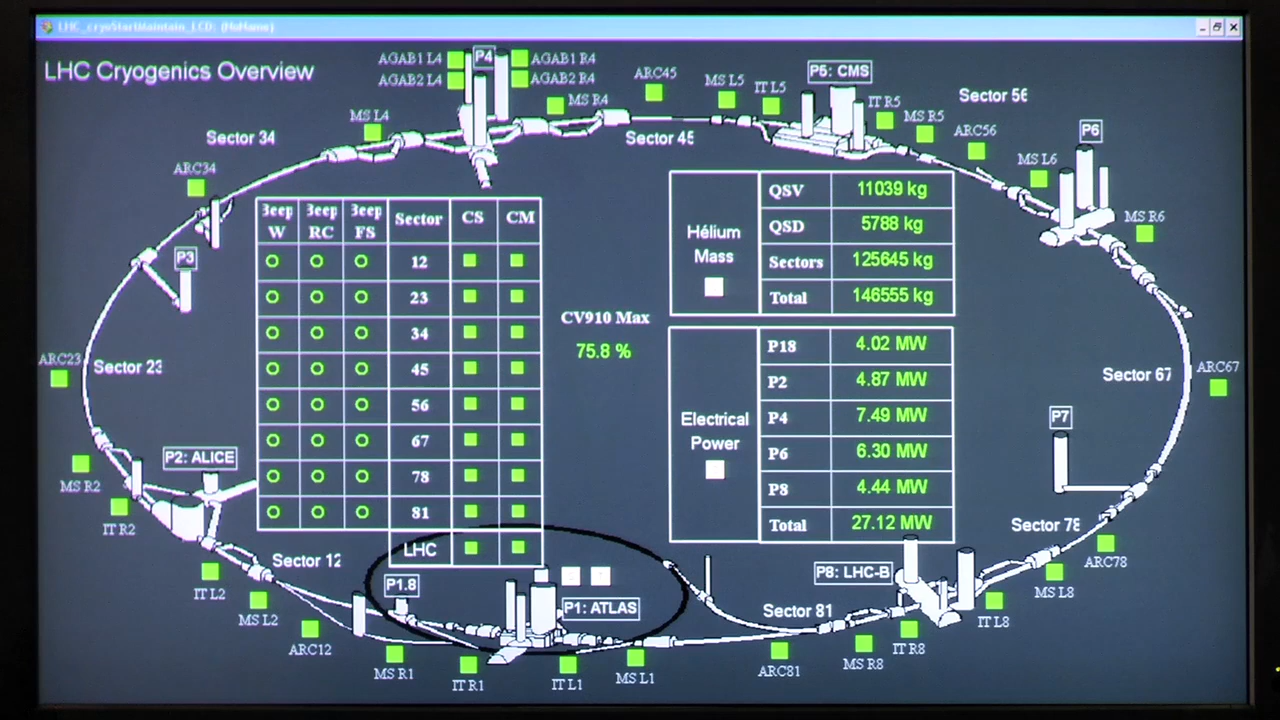 LHC_cryoStartMaintain_LCD: (NoName)
LHC Cryogenics Overview
AGAB1 L4
P4
AGAB1 R4
AGAB2 L4
AGAB2 R4
MS L4
MS R4
ARC45
MS L5
IT L5
P5: CMS
IT R5
MS R5
Sector 56
ARC56
MS L6
P6
MS R6
Sector 34
Sector 45
ARC34
P3
ARC23
Sector 23
Beep W
Beep RC
Beep FS
Sector
CS
CM
12
23
34
45
56
67
78
81
LHC
CV910 Max
75.8 %
Hélium Mass
QSV 11039 kg
QSD 5788 kg
Sectors 125645 kg
Total 146555 kg
Electrical Power
P18 4.02 MW
P2 4.87 MW
P4 7.49 MW
P6 6.30 MW
P8 4.44 MW
Total 27.12 MW
Sector 67
ARC67
P7
P2: ALICE
MS R2
IT R2
Sector 12
IT L2
MS L2
ARC12
P1.8
MS R1
IT R1
P1: ATLAS
IT L1
MS L1
Sector 81
ARC81
MS R8
IT R8
P8: LHC-B
IT L8
MS L8
Sector 78
ARC78